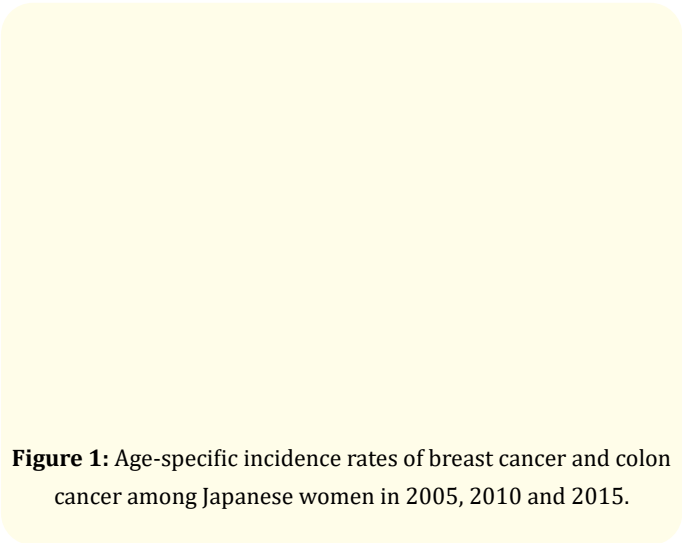 Figure 1: Age-specific incidence rates of breast cancer and colon
cancer among Japanese women in 2005, 2010 and 2015.